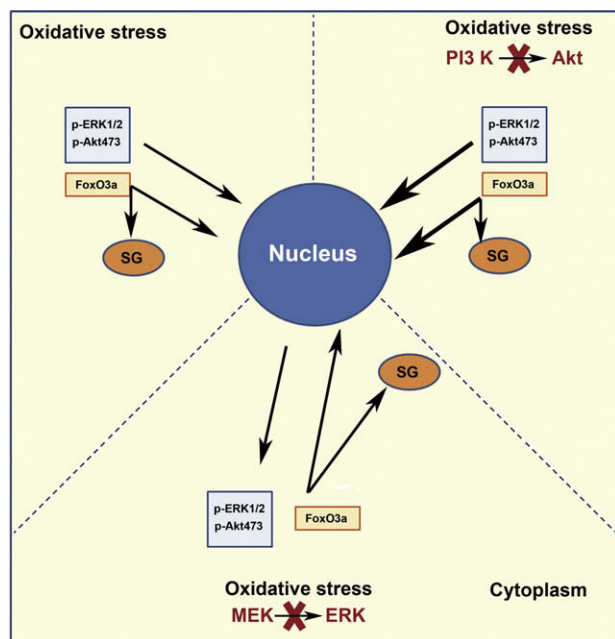 Oxidative stress
p-ERK1/2
p-Akt473
FoxO3a
SG
Oxidative stress
PI3 K Akt
p-ERK1/2
p-Akt473
FoxO3a
SG
Nucleus
SG
p-ERK1/2
p-Akt473
FoxO3a
Oxidative stress
MEK ERK
Cytoplasm